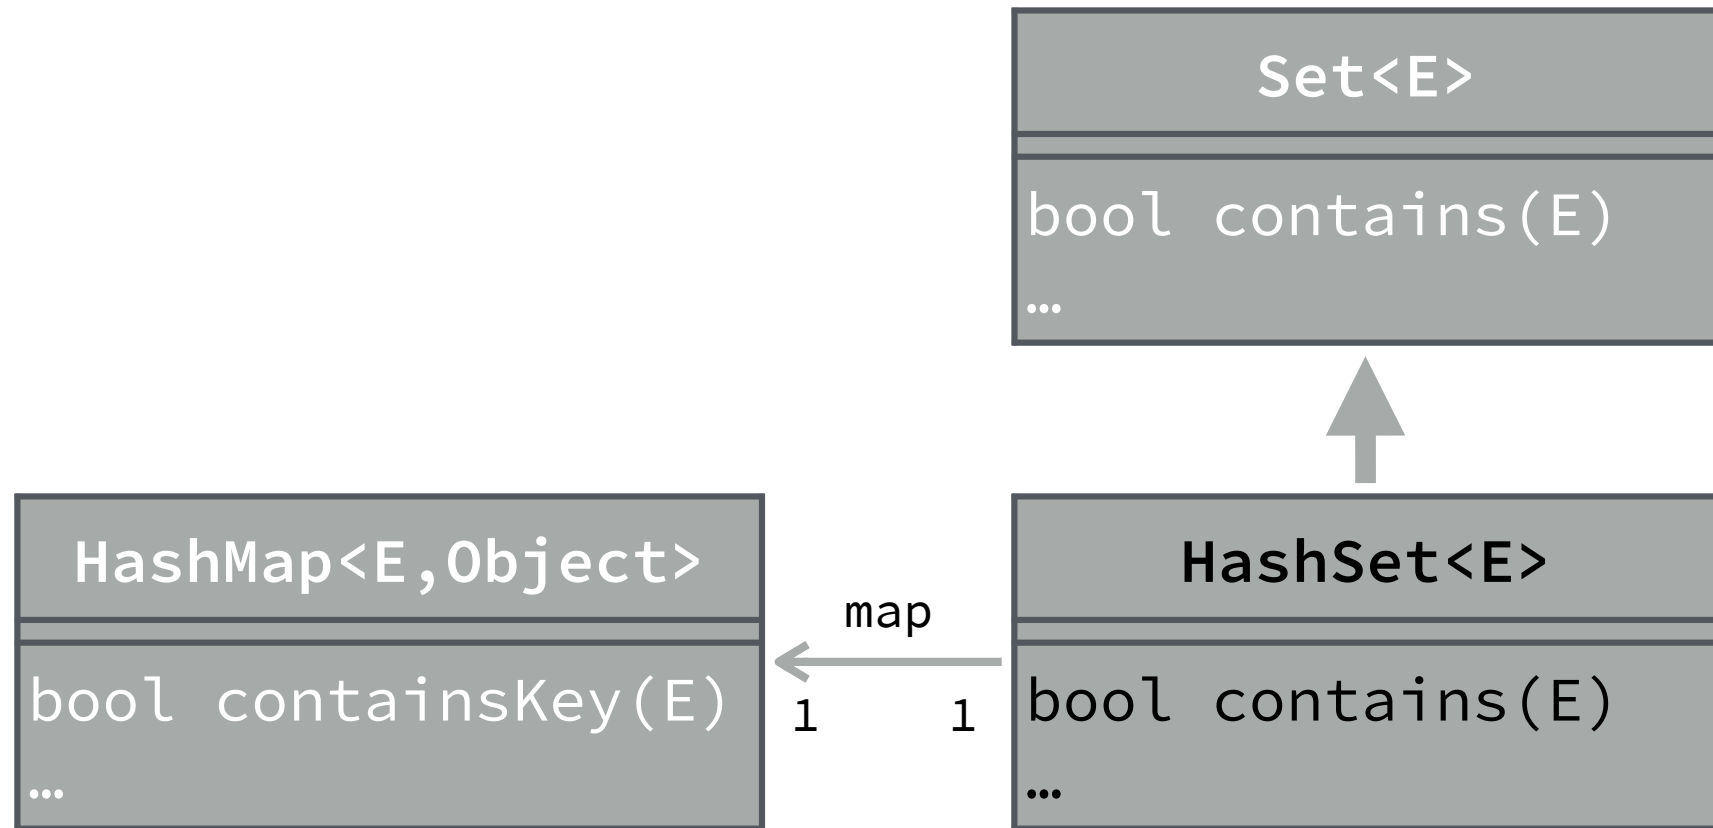 Set<E>
bool contains(E)
…
HashMap<E,Object>
bool containsKey(E)
…
map
1 1
HashSet<E>
bool contains(E)
…